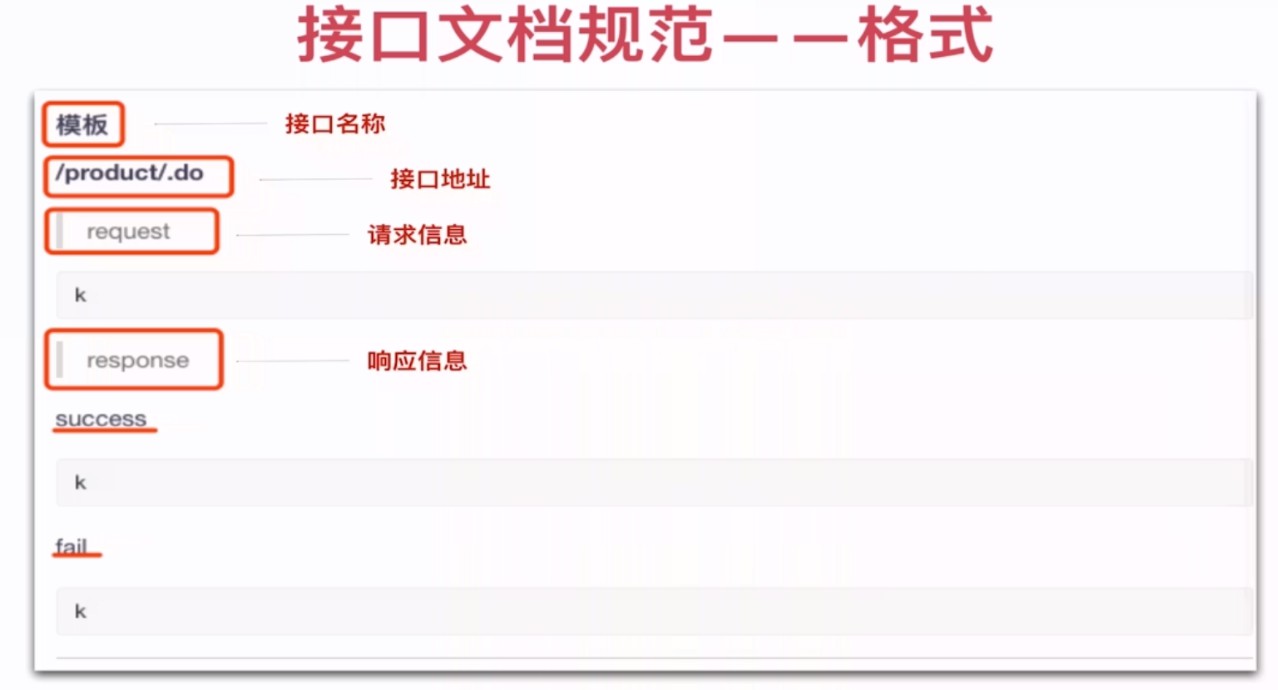 接口文档规范——格式
模板 接口名称
/product/.do 接口地址
request 请求信息
k
response 响应信息
success
k
fail
k